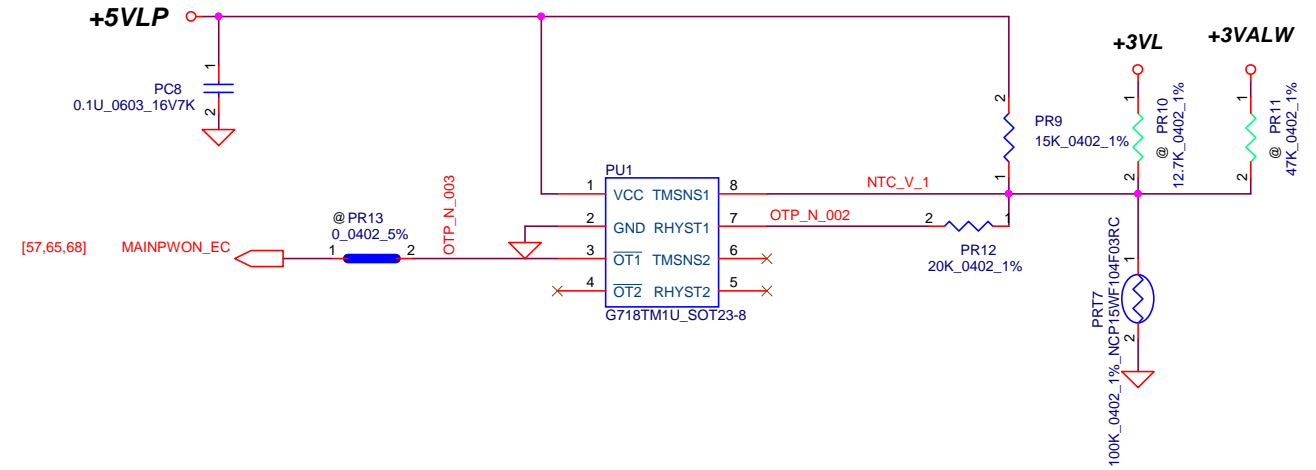 +5VLP
+3VL
+3VALW
1
PC8
0.1U_0603_16V7K
2
2
PR9
15K_0402_1%
1
1
@ PR10
12.7K_0402_1%
2
1
@ PR11
47K_0402_1%
2
PU1
1 VCC TMSNS1 8
NTC_V_1
2 GND RHYST1 7
OTP_N_002
2 1
PR12
20K_0402_1%
3 OT1 TMSNS2 6
4 OT2 RHYST2 5
G718TM1U_SOT23-8
@PR13
0_0402_5%
OTP_N_003
[57,65,68] MAINPWON_EC
1 2
1
PRT7
100K_0402_1%_NCP15WF104F03RC
2